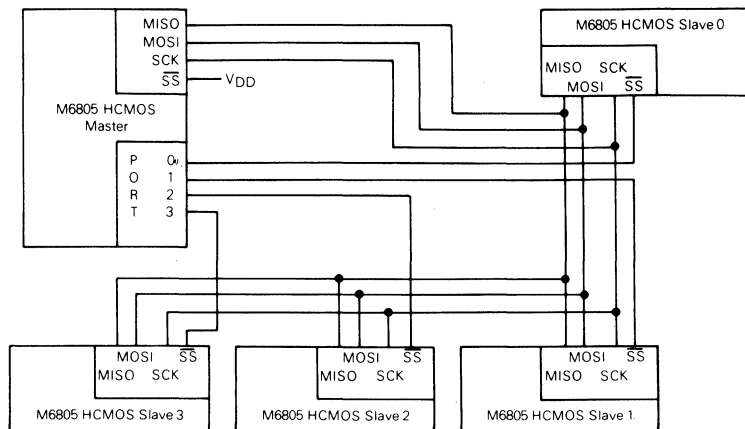 MISO
MOSI
SCK
SS
VDD
M6805 HCMOS
Master
P 0
O 1
R 2
T 3
M6805 HCMOS Slave 0
MISO SCK
MOSI SS
MOSI SS
MISO SCK
M6805 HCMOS Slave 3
MOSI SS
MISO SCK
M6805 HCMOS Slave 2
MOSI SS
MISO SCK
M6805 HCMOS Slave 1